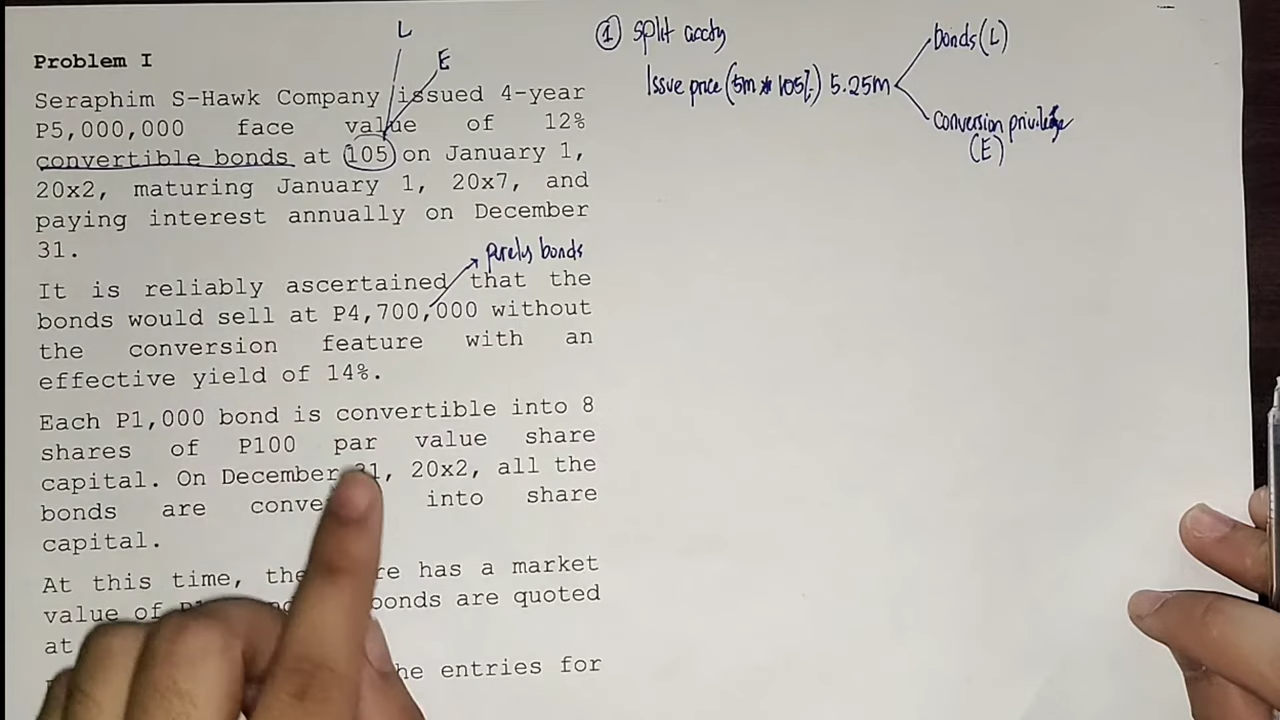 L
E
Problem I
Seraphim S-Hawk Company issued 4-year
P5,000,000 face value of 12%
convertible bonds at 105 on January 1,
20x2, maturing January 1, 20x7, and
paying interest annually on December
31.
purely bonds
It is reliably ascertained that the
bonds would sell at P4,700,000 without
the conversion feature with an
effective yield of 14%.
Each P1,000 bond is convertible into 8
shares of P100 par value share
capital. On December 31, 20x2, all the
bonds are into share
capital.
At this time, the has a market
value of bonds are quoted
at
the entries for
① split acctg
Issue price (5m * 105%) 5.25m
bonds (L)
conversion privilege
(E)